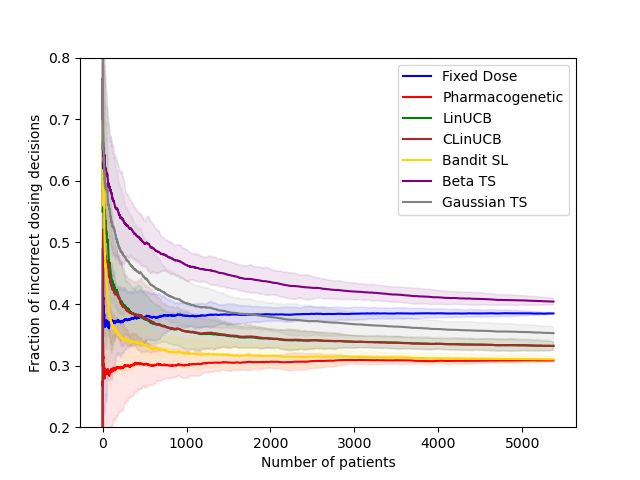 0.8
0.7
0.6
0.5
0.4
0.3
0.2
Fraction of incorrect dosing decisions
Fixed Dose
Pharmacogenetic
LinUCB
CLinUCB
Bandit SL
Beta TS
Gaussian TS
0 1000 2000 3000 4000 5000
Number of patients